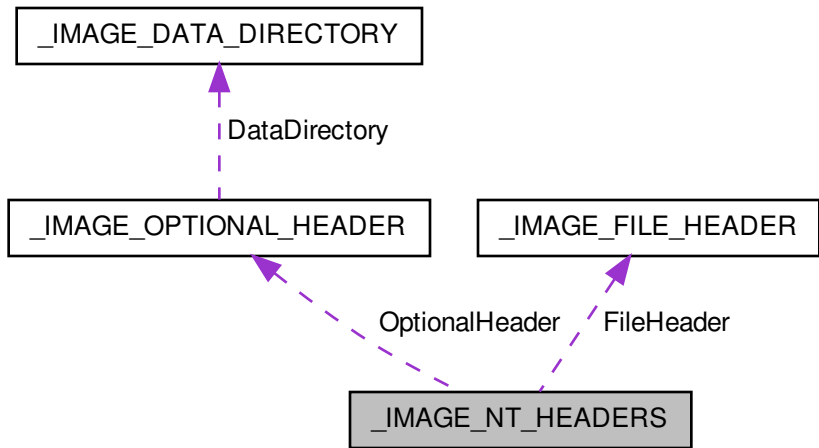 _IMAGE_DATA_DIRECTORY
DataDirectory
_IMAGE_OPTIONAL_HEADER
_IMAGE_FILE_HEADER
OptionalHeader
FileHeader
_IMAGE_NT_HEADERS